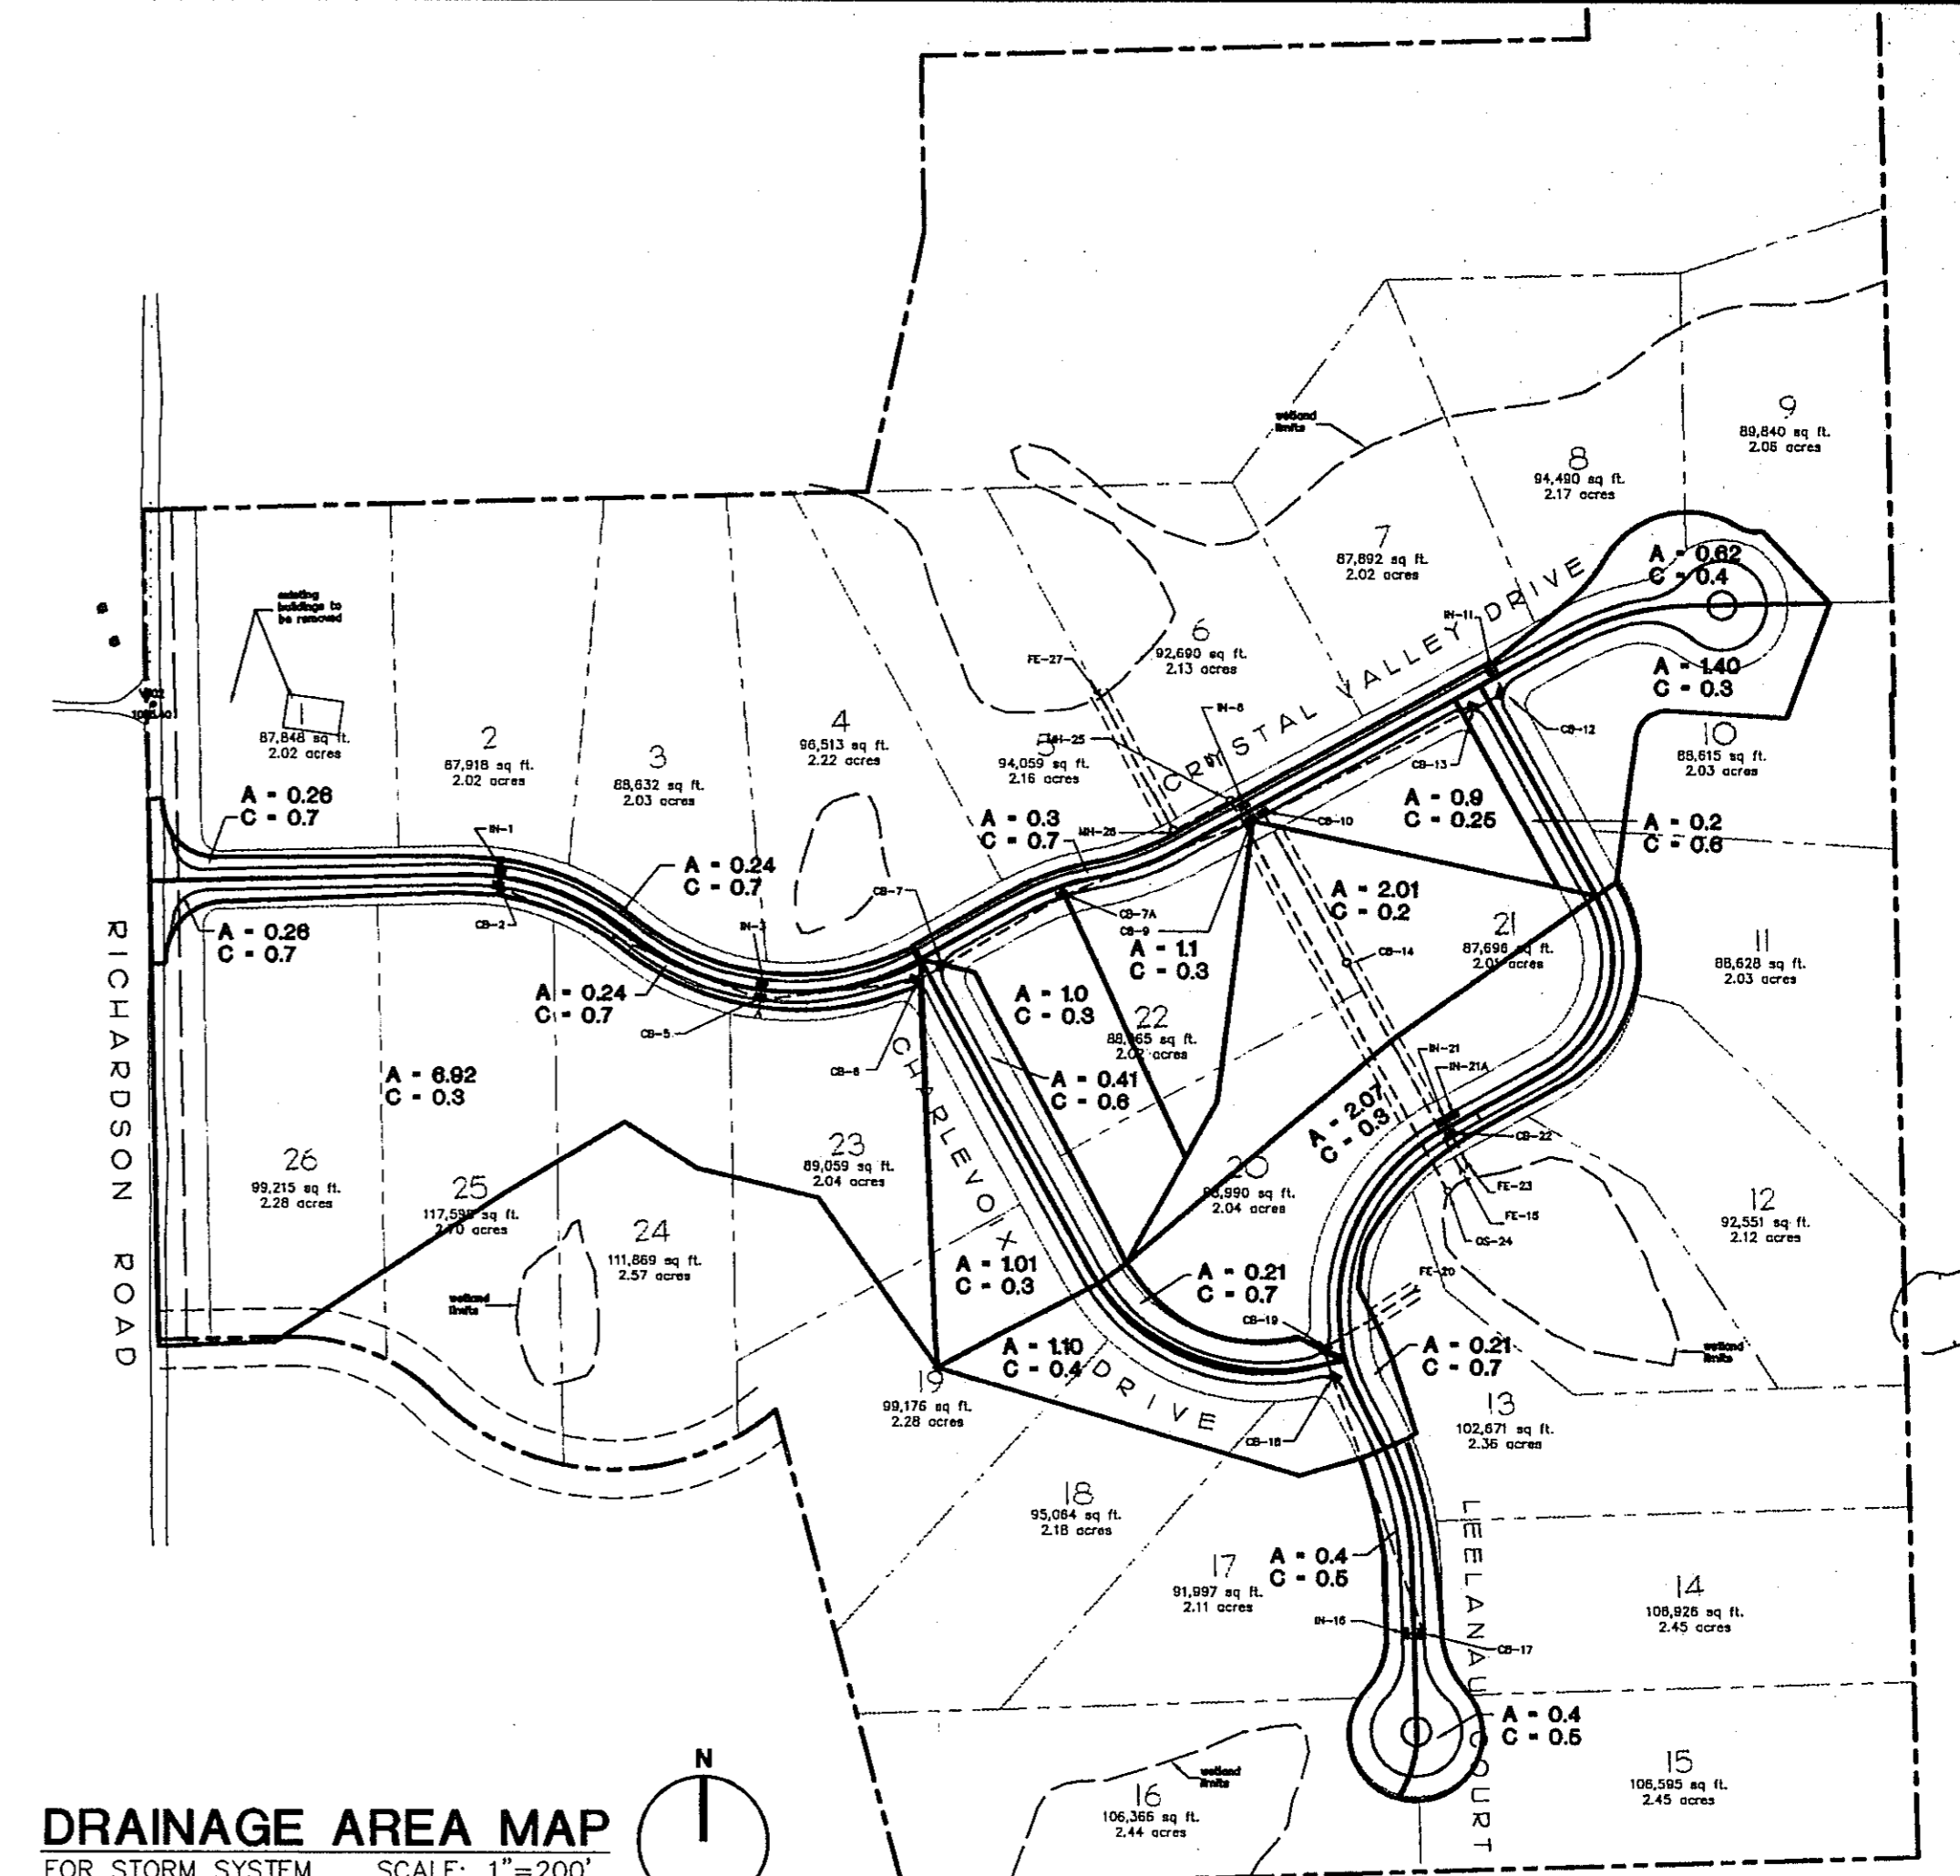 wetland
limits
9
89,840 sq ft.
2.06 acres
8
94,490 sq ft.
2.17 acres
7
87,892 sq ft.
2.02 acres
A = 0.62
C = 0.4
existing
buildings to
be removed
IN-11
6
92,690 sq ft.
2.13 acres
FE-27
A = 1.40
C = 0.3
CRYSTAL VALLEY DRIVE
IN-8
1
87,848 sq ft.
2.02 acres
2
87,918 sq ft.
2.02 acres
3
88,632 sq ft.
2.03 acres
4
96,513 sq ft.
2.22 acres
5
94,059 sq ft.
2.16 acres
MH-25
CB-12
10
88,615 sq ft.
2.03 acres
CB-13
A = 0.26
C = 0.7
A = 0.9
C = 0.25
A = 0.3
C = 0.7
MH-26
CB-10
A = 0.2
C = 0.6
IN-1
A = 0.24
C = 0.7
CB-7
A = 2.01
C = 0.2
CB-7A
CB-9
CB-2
IN-3
A = 0.26
C = 0.7
A = 1.1
C = 0.3
CB-14
21
87,696 sq ft.
2.01 acres
11
88,628 sq ft.
2.03 acres
A = 0.24
C = 0.7
CB-5
A = 1.0
C = 0.3
22
2.02 acres
IN-21
IN-21A
RICHARDSON ROAD
CB-6
A = 6.92
C = 0.3
A = 0.41
C = 0.6
A = 2.07
C = 0.3
CB-22
CHARLEVOIX DRIVE
26
99,215 sq ft.
2.28 acres
25
2.70 acres
24
111,869 sq ft.
2.57 acres
23
89,059 sq ft.
2.04 acres
20
2.04 acres
FE-23
FE-15
OS-24
12
92,551 sq ft.
2.12 acres
wetland
limits
A = 1.01
C = 0.3
A = 0.21
C = 0.7
FE-20
CB-19
A = 1.10
C = 0.4
A = 0.21
C = 0.7
wetland
limits
19
99,176 sq ft.
2.28 acres
13
102,671 sq ft.
2.36 acres
CB-18
18
95,064 sq ft.
2.18 acres
17
91,997 sq ft.
2.11 acres
A = 0.4
C = 0.5
LEELANAU COURT
14
106,926 sq ft.
2.45 acres
IN-16
CB-17
A = 0.4
C = 0.5
15
106,595 sq ft.
2.45 acres
wetland
limits
16
106,366 sq ft.
2.44 acres
N
DRAINAGE AREA MAP
FOR STORM SYSTEM SCALE: 1"=200'